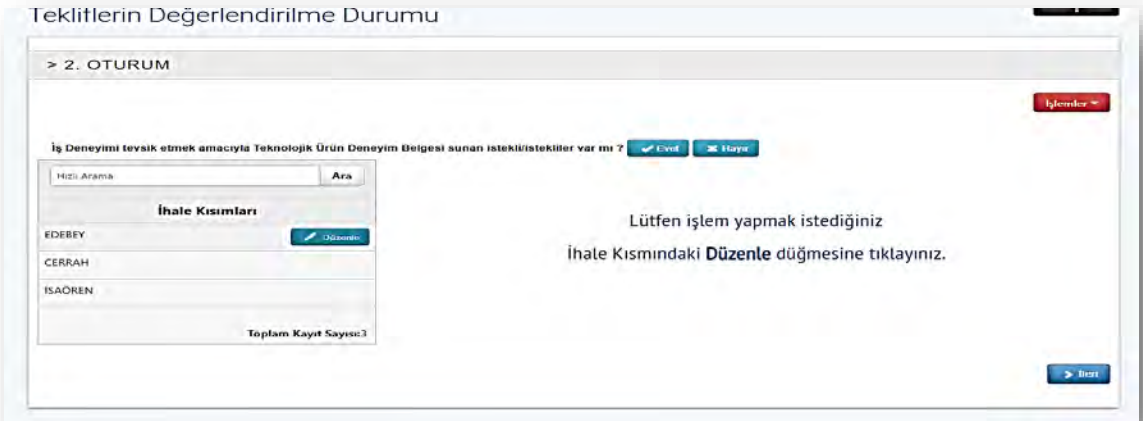 Teklitlerin Değerlendirilme Durumu
> 2. OTURUM
İşlemler
İş Deneyimi tevsik etmek amacıyla Teknolojik Ürün Deneyim Belgesi sunan istekli/istekliler var mı ? Evet Hayır
Hızlı Arama Ara
İhale Kısımları
EDEBEY Düzenle
CERRAH
İSAÖREN
Toplam Kayıt Sayısı:3
Lütfen işlem yapmak istediğiniz
İhale Kısmındaki Düzenle düğmesine tıklayınız.
İleri